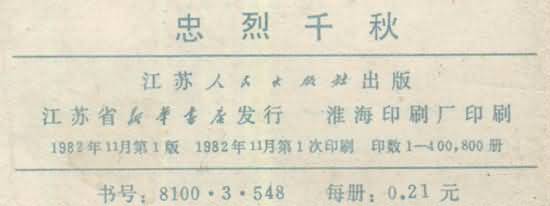 忠烈千秋
江苏人民出版社出版
江苏省新华书店发行 淮海印刷厂印刷
1982年11月第1版 1982年11月第1次印刷 印数1—400,800册
书号：8100·3·548 每册：0.21元